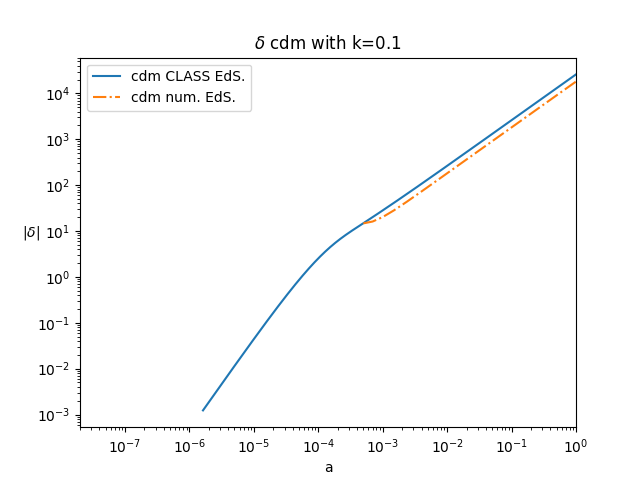 δ cdm with k=0.1
cdm CLASS EdS.
cdm num. EdS.
|δ|
10^4
10^3
10^2
10^1
10^0
10^-1
10^-2
10^-3
10^-7 10^-6 10^-5 10^-4 10^-3 10^-2 10^-1 10^0
a